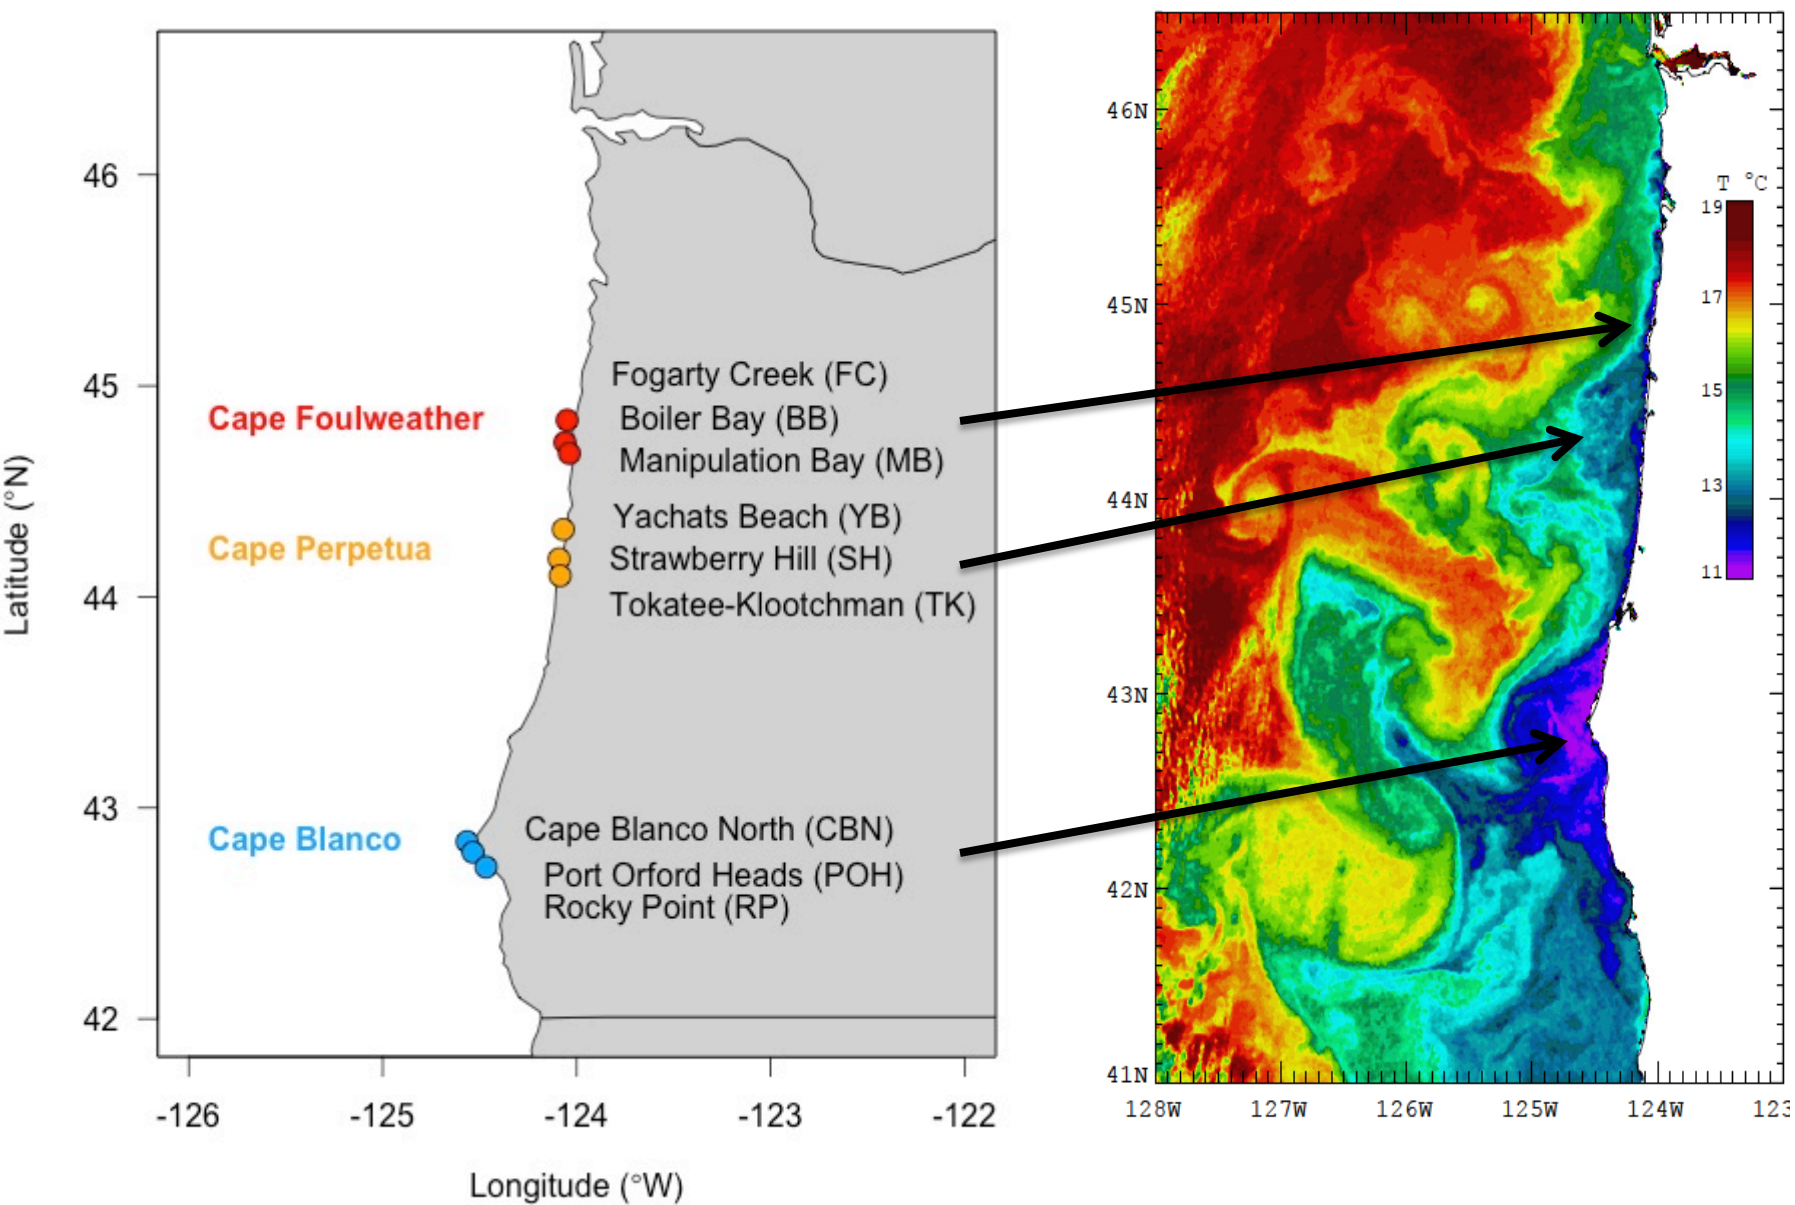 Latitude (°N)
46
45
44
43
42
-126
-125
-124
-123
-122
Longitude (°W)
Cape Foulweather
Fogarty Creek (FC)
Boiler Bay (BB)
Manipulation Bay (MB)
Cape Perpetua
Yachats Beach (YB)
Strawberry Hill (SH)
Tokatee-Klootchman (TK)
Cape Blanco
Cape Blanco North (CBN)
Port Orford Heads (POH)
Rocky Point (RP)
46N
45N
44N
43N
42N
41N
128W
127W
126W
125W
124W
123
T °C
19
17
15
13
11